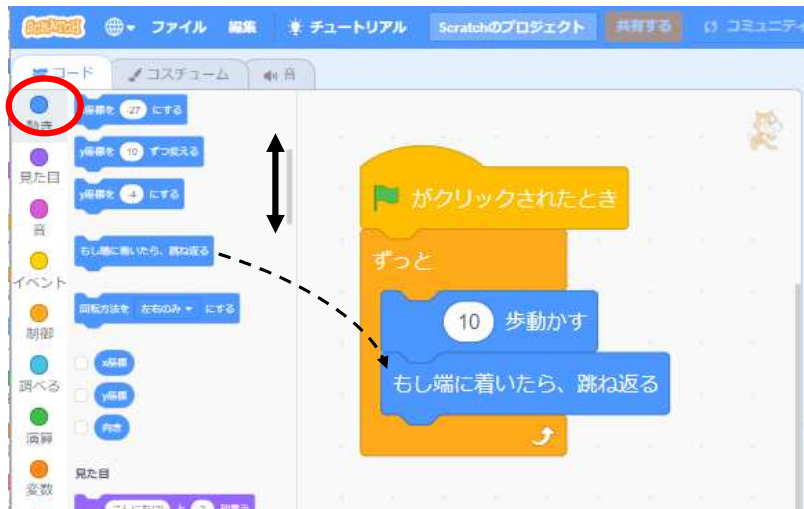 SCRATCH ファイル 編集 チュートリアル Scratchのプロジェクト 共有する コミュニティ
コード コスチューム 音
動き
見た目
音
イベント
制御
調べる
演算
変数
x座標を -27 にする
y座標を 10 ずつ変える
y座標を -4 にする
もし端に着いたら、跳ね返る
回転方法を 左右のみ にする
x座標
y座標
向き
見た目
がクリックされたとき
ずっと
10 歩動かす
もし端に着いたら、跳ね返る